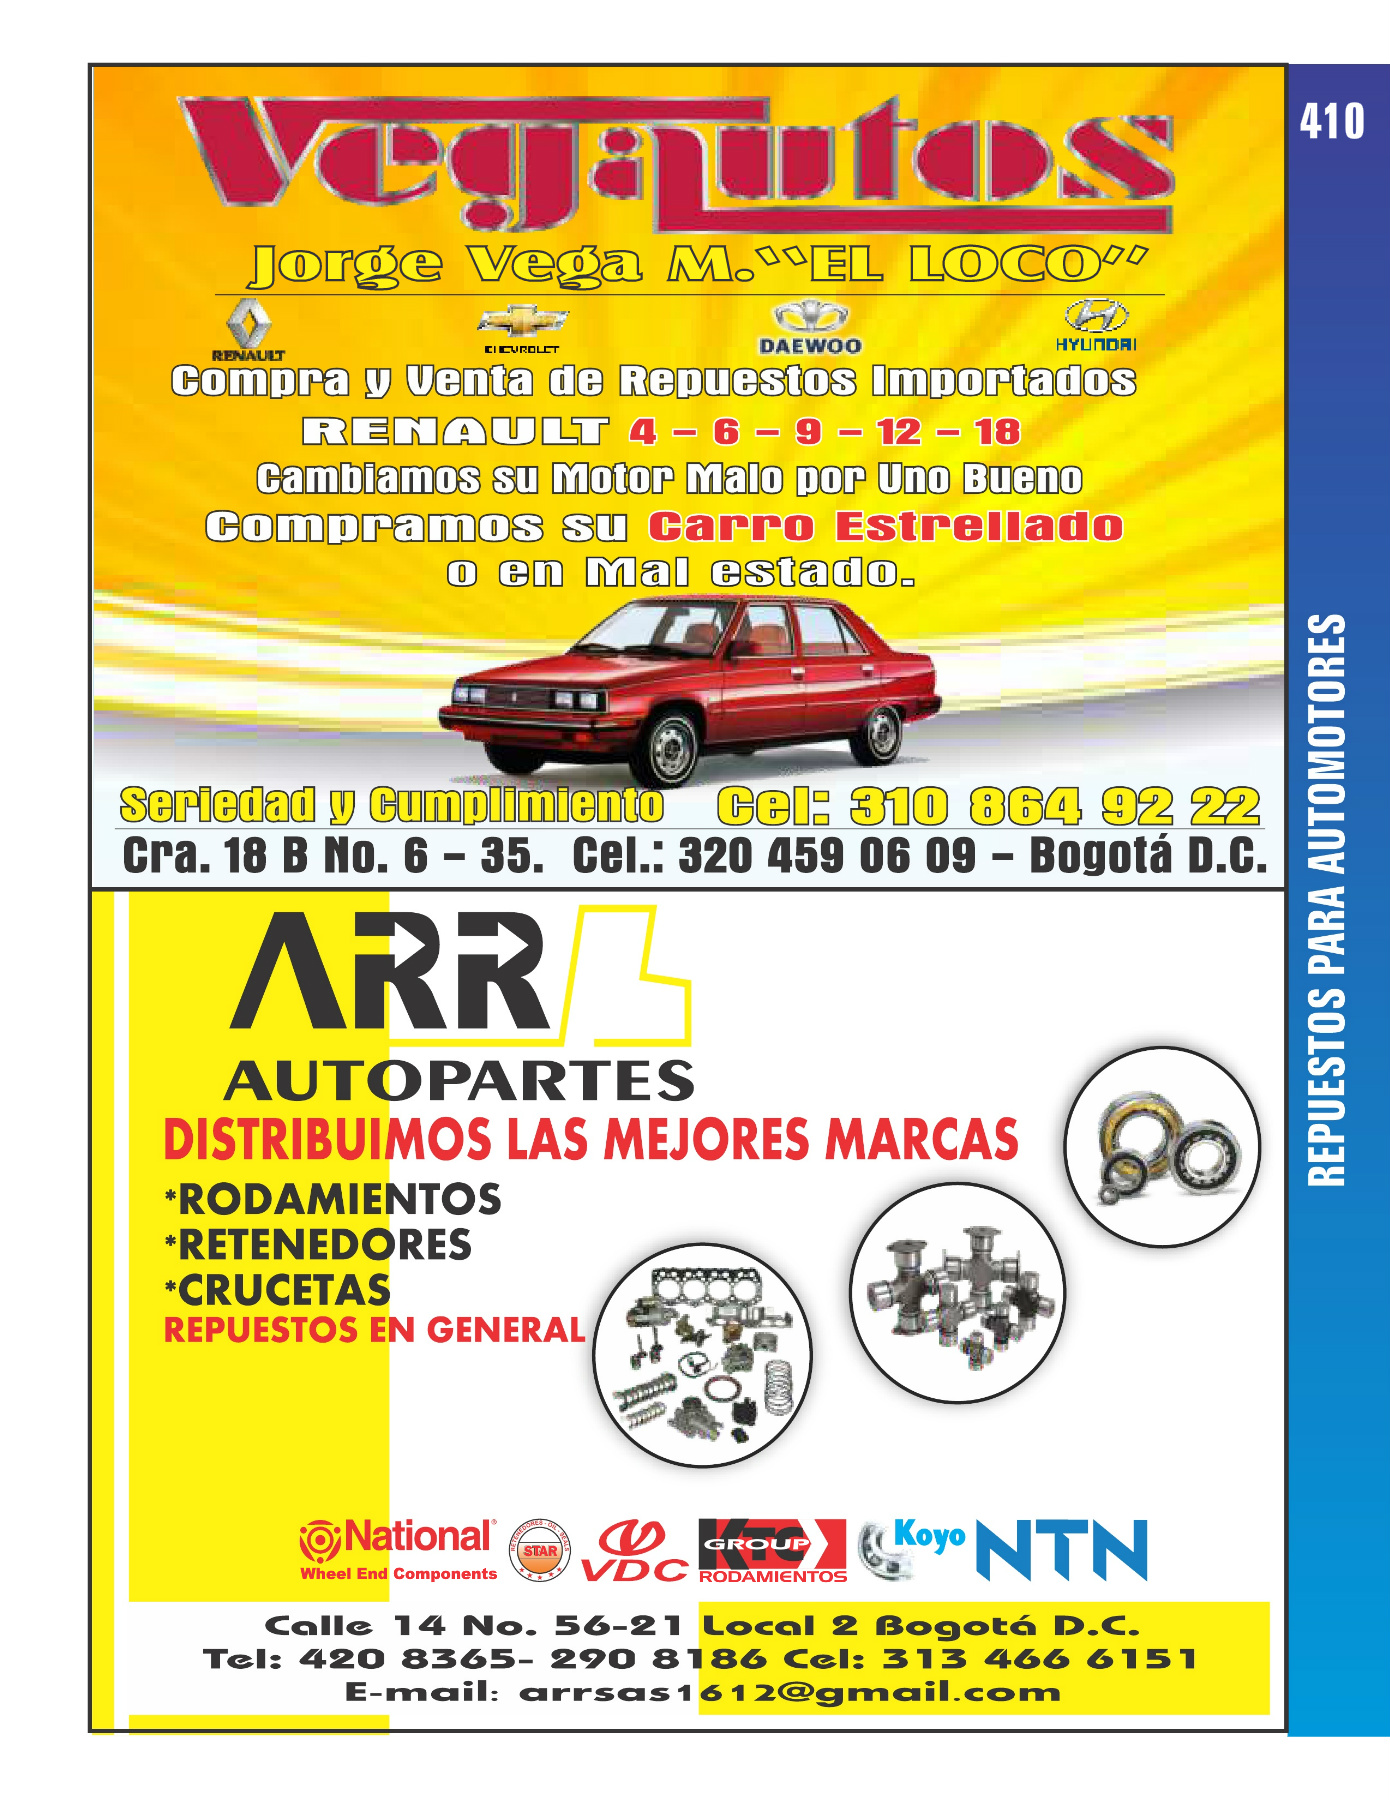 410
REPUESTOS PARA AUTOMOTORES
VegAutos
Jorge Vega M. "EL LOCO"
RENAULT
CHEVROLET
DAEWOO
HYUNDAI
Compra y Venta de Repuestos Importados
RENAULT 4 – 6 – 9 – 12 – 18
Cambiamos su Motor Malo por Uno Bueno
Compramos su Carro Estrellado
o en Mal estado.
Seriedad y Cumplimiento Cel: 310 864 92 22
Cra. 18 B No. 6 – 35. Cel.: 320 459 06 09 – Bogotá D.C.
ARR
AUTOPARTES
DISTRIBUIMOS LAS MEJORES MARCAS
*RODAMIENTOS
*RETENEDORES
*CRUCETAS
REPUESTOS EN GENERAL
National®
Wheel End Components
RETENEDORES - OIL SEALS
STAR
VDC
KTC
GROUP
RODAMIENTOS
Koyo
NTN
Calle 14 No. 56-21 Local 2 Bogotá D.C.
Tel: 420 8365- 290 8186 Cel: 313 466 6151
E-mail: arrsas1612@gmail.com